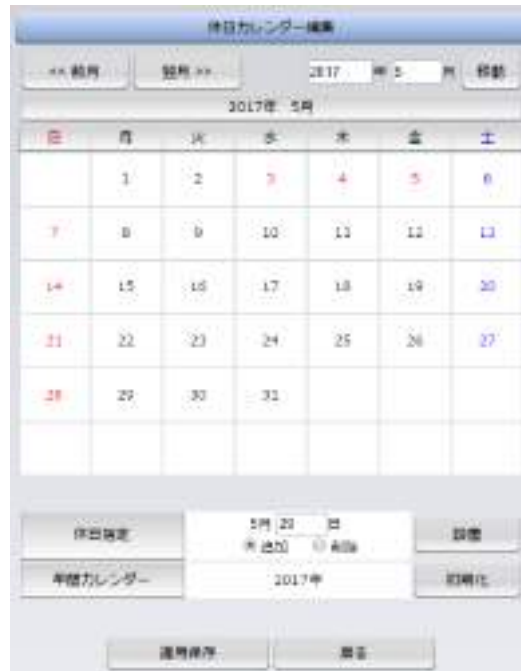 休日カレンダー編集
<< 前月 翌月 >> 2017 年 5 月 移動
2017年 5月
日 月 火 水 木 金 土
1 2 3 4 5 6
7 8 9 10 11 12 13
14 15 16 17 18 19 20
21 22 23 24 25 26 27
28 29 30 31
休日指定 5月 29 日 設定
追加 削除
年間カレンダー 2017年 初期化
適用保存 戻る